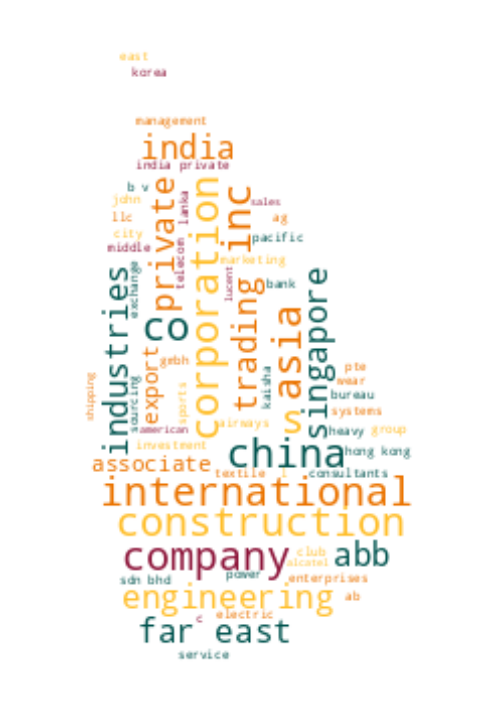 east
korea
management
india
india private
b v
john
llc
city
middle
private
lanka
telecom
corporation
inc
sales
ag
pacific
marketing
lucent
bank
exchange
industries
co
trading
asia
singapore
gmbh
export
sourcing
sports
kaisha
shipping
american
airways
s
pte
wear
bureau
systems
heavy
group
investment
china
hong kong
associate
textile
l
consultants
international
construction
company
club
alcatel
abb
sdn bhd
power
enterprises
engineering
ab
c
electric
far east
service